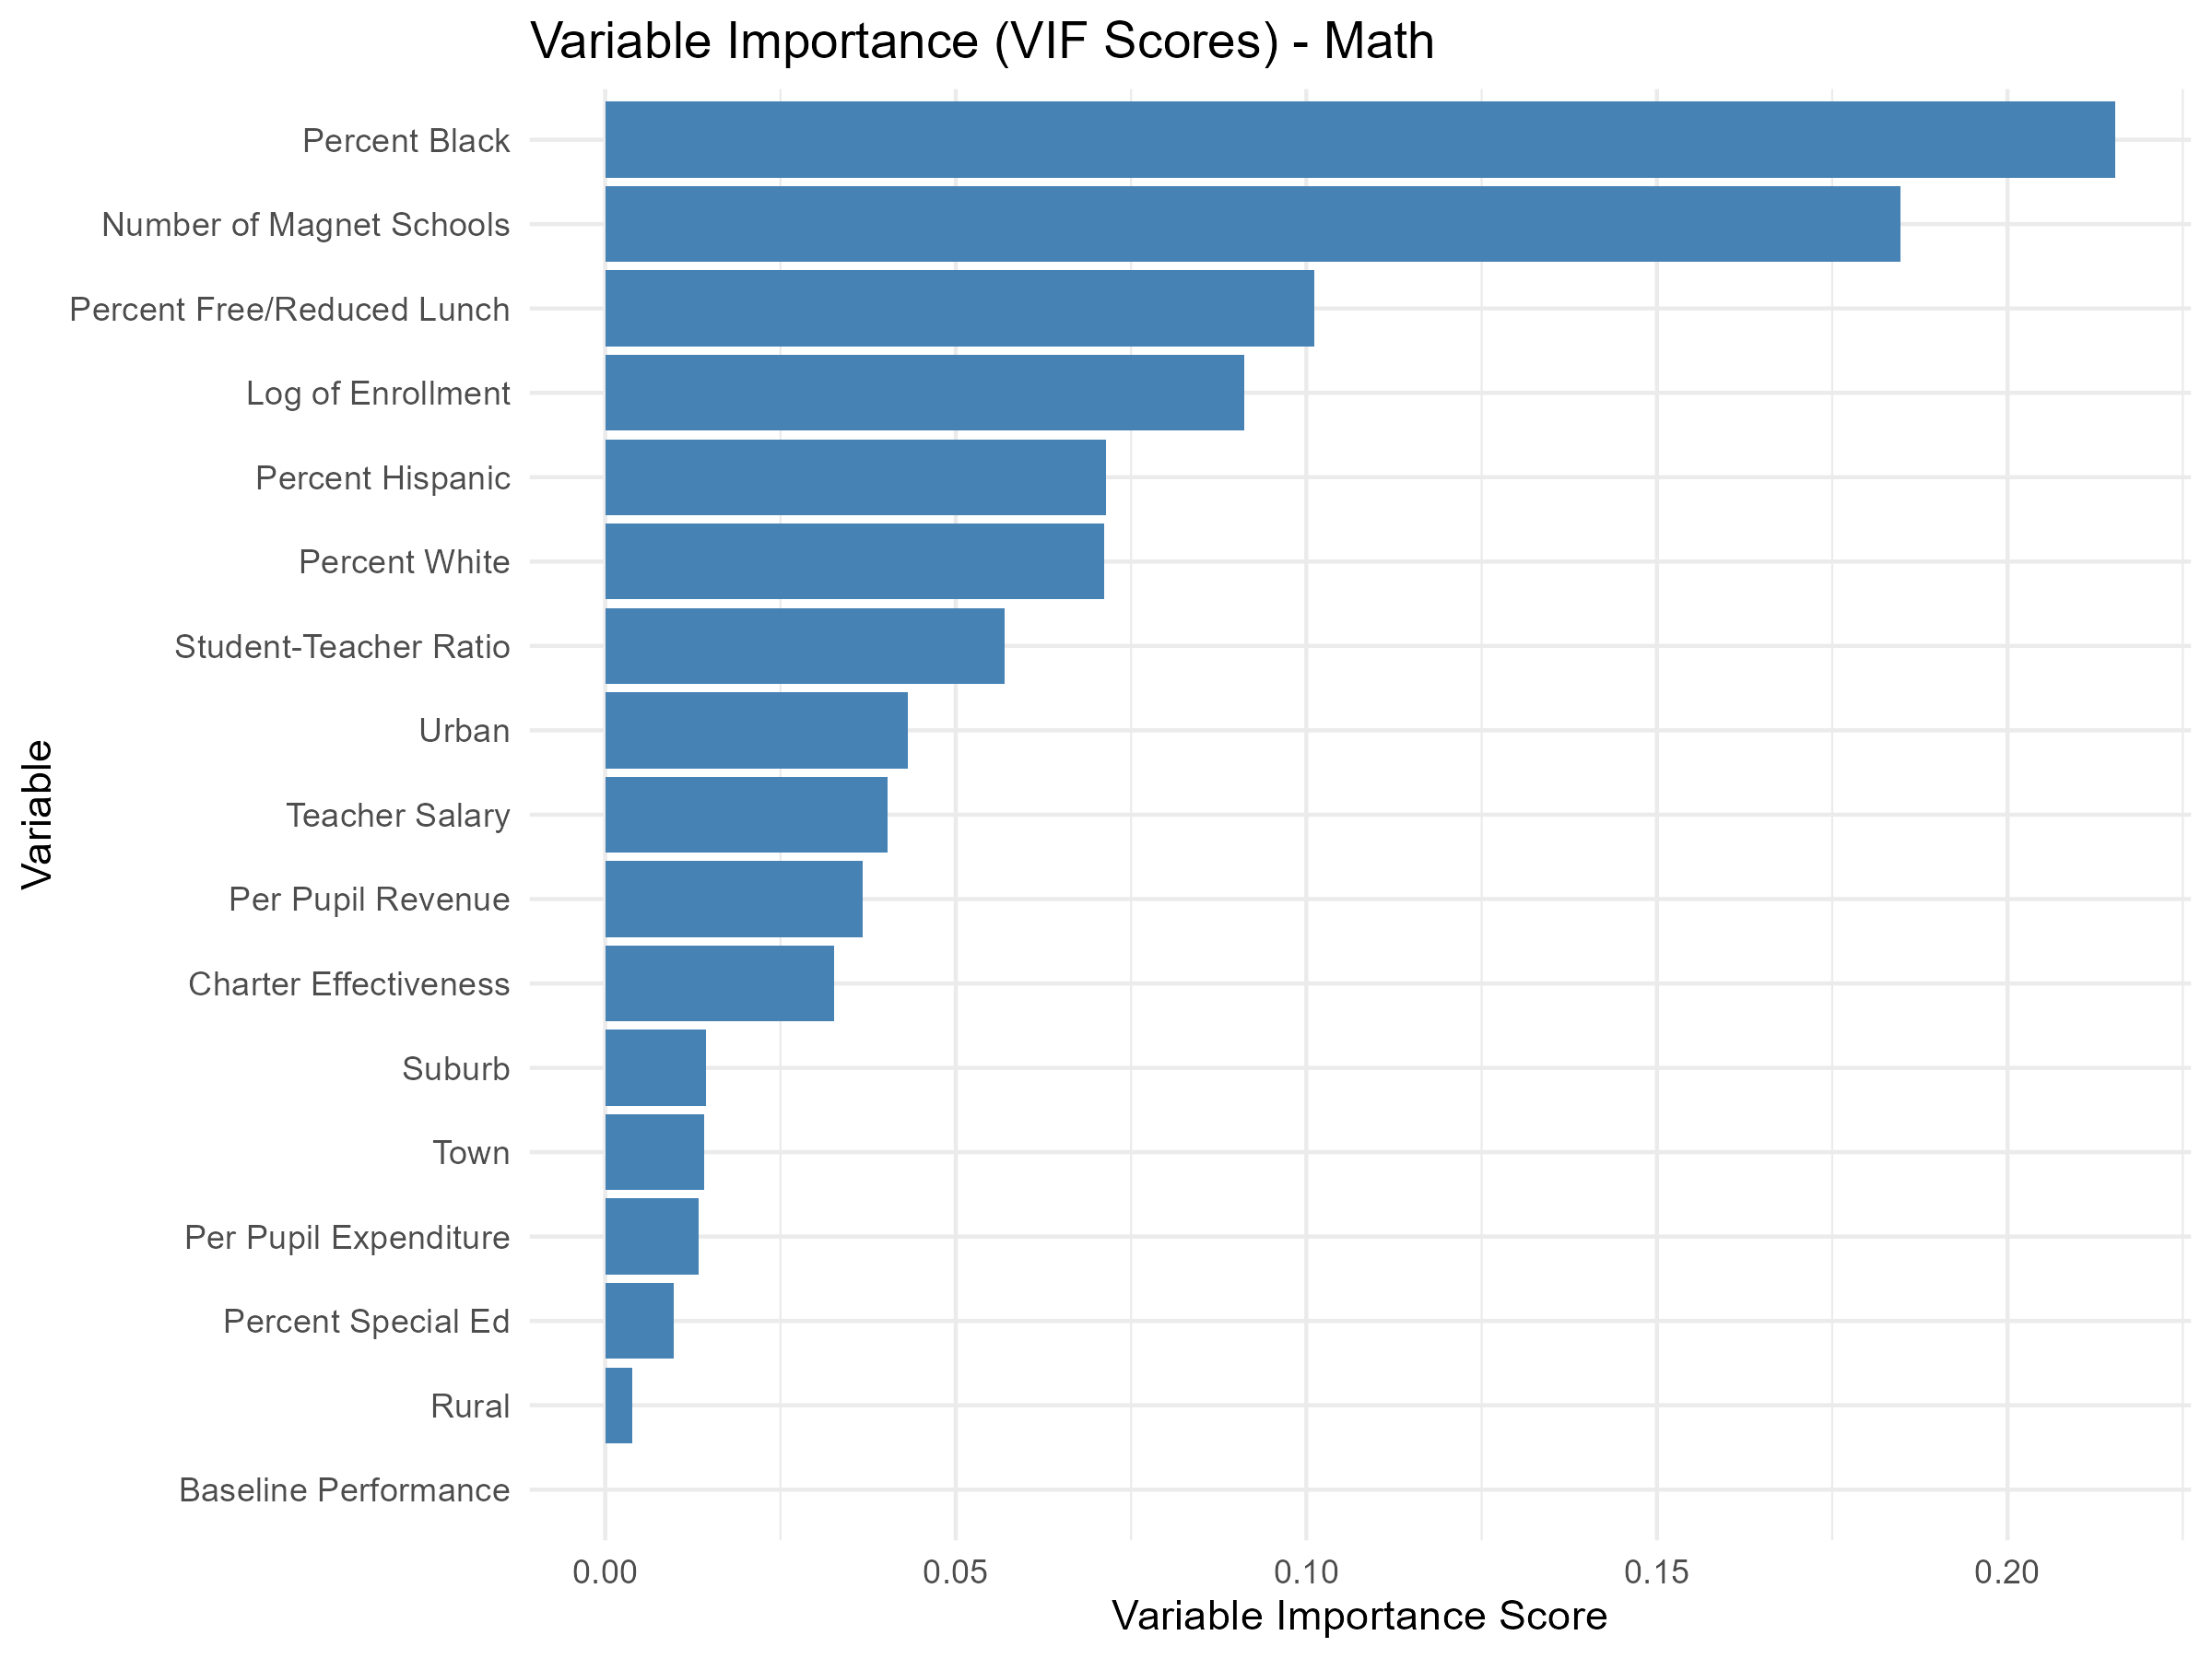 Variable Importance (VIF Scores) - Math
Variable
Percent Black
Number of Magnet Schools
Percent Free/Reduced Lunch
Log of Enrollment
Percent Hispanic
Percent White
Student-Teacher Ratio
Urban
Teacher Salary
Per Pupil Revenue
Charter Effectiveness
Suburb
Town
Per Pupil Expenditure
Percent Special Ed
Rural
Baseline Performance
0.00 0.05 0.10 0.15 0.20
Variable Importance Score